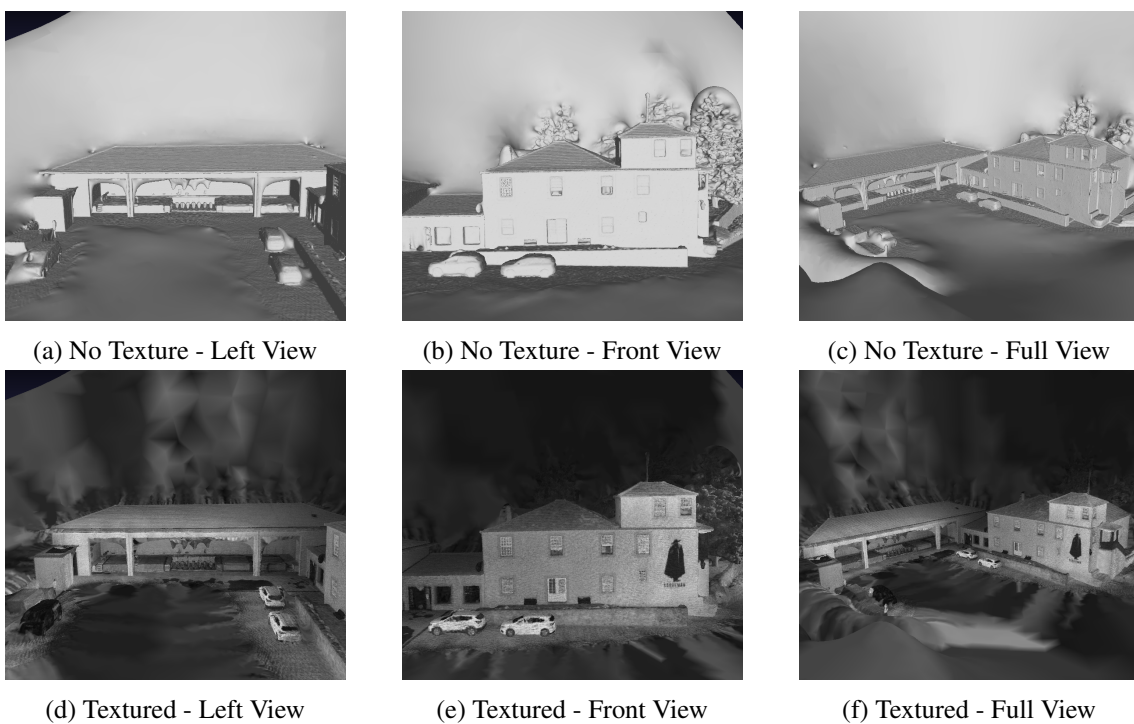 (a) No Texture - Left View
(b) No Texture - Front View
(c) No Texture - Full View
(d) Textured - Left View
(e) Textured - Front View
(f) Textured - Full View